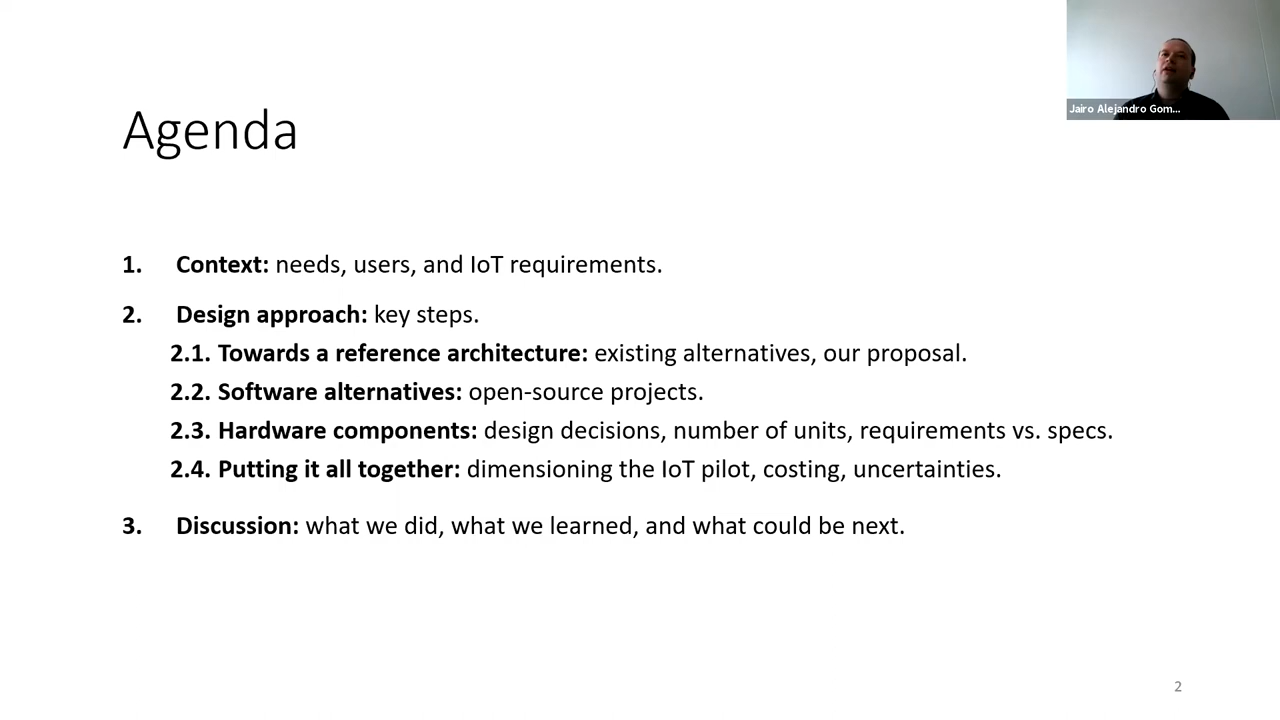 Jairo Alejandro Gom...
Agenda
1. Context: needs, users, and IoT requirements.
2. Design approach: key steps.
2.1. Towards a reference architecture: existing alternatives, our proposal.
2.2. Software alternatives: open-source projects.
2.3. Hardware components: design decisions, number of units, requirements vs. specs.
2.4. Putting it all together: dimensioning the IoT pilot, costing, uncertainties.
3. Discussion: what we did, what we learned, and what could be next.
2